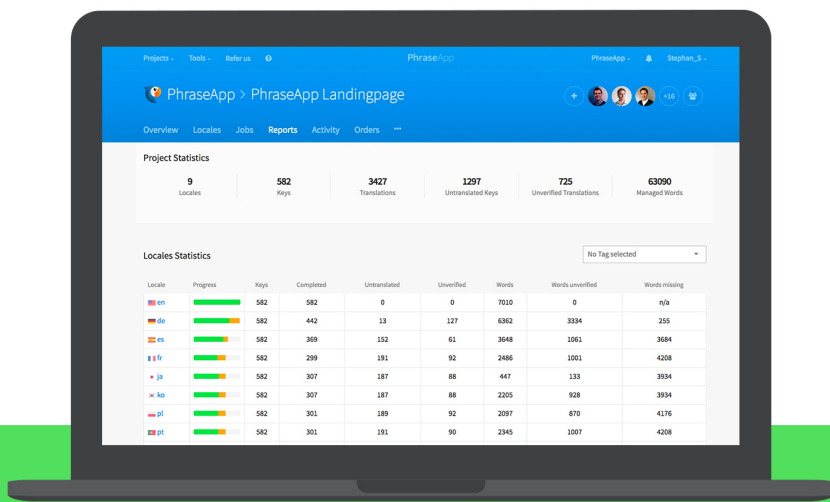 Projects Tools Refer us PhraseApp PhraseApp Stephan_S
PhraseApp > PhraseApp Landingpage +16
Overview Locales Jobs Reports Activity Orders ...
Project Statistics
9 582 3427 1297 725 63090
Locales Keys Translations Untranslated Keys Unverified Translations Managed Words
Locales Statistics No Tag selected
Locale Progress Keys Completed Untranslated Unverified Words Words unverified Words missing
en 582 582 0 0 7010 0 n/a
de 582 442 13 127 6362 3334 255
es 582 369 152 61 3648 1061 3684
fr 582 299 191 92 2486 1001 4208
ja 582 307 187 88 447 133 3934
ko 582 307 187 88 2205 928 3934
pl 582 301 189 92 2097 870 4176
pt 582 301 191 90 2345 1007 4208